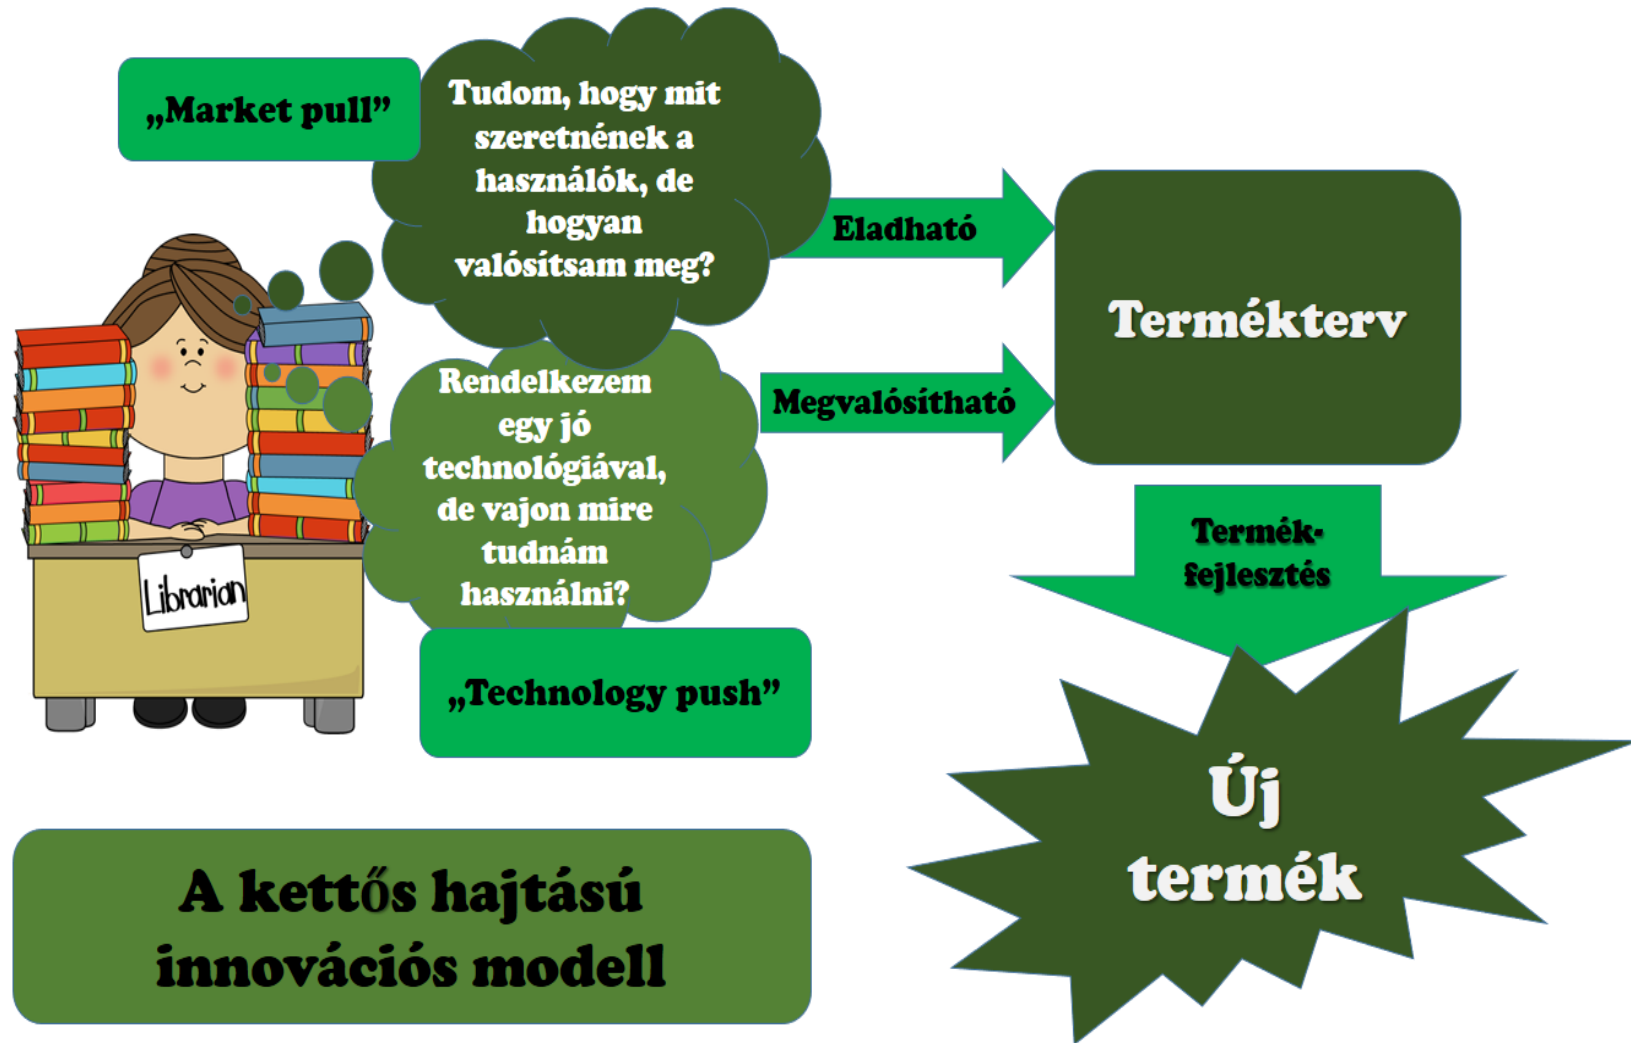 „Market pull”
Tudom, hogy mit
szeretnének a
használók, de
hogyan
valósítsam meg?
Eladható
Rendelkezem
egy jó
technológiával,
de vajon mire
tudnám
használni?
Megvalósítható
„Technology push”
Termékterv
Termék-
fejlesztés
Új
termék
Librarian
A kettős hajtású
innovációs modell